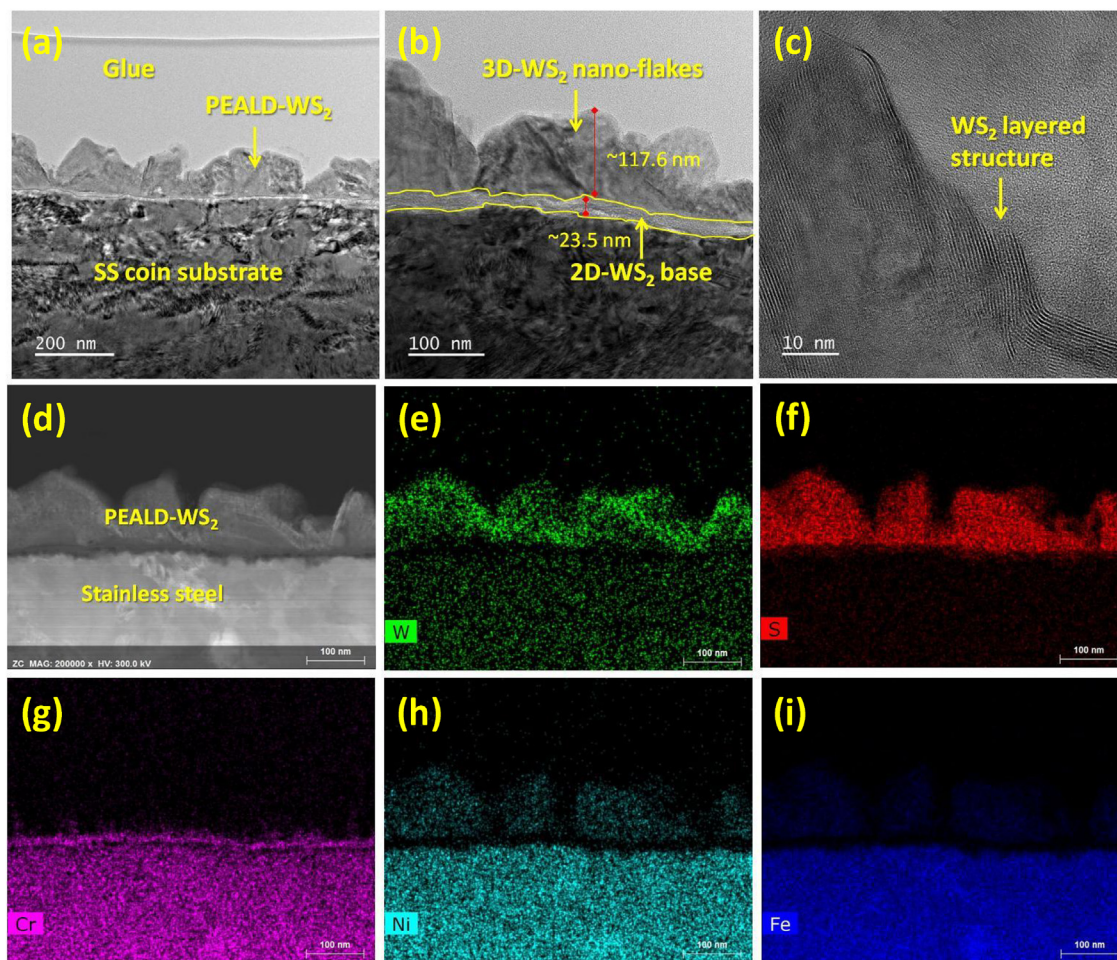 (a)
Glue
PEALD-WS₂
SS coin substrate
200 nm
(b)
3D-WS₂ nano-flakes
~117.6 nm
~23.5 nm
2D-WS₂ base
100 nm
(c)
WS₂ layered
structure
10 nm
(d)
PEALD-WS₂
Stainless steel
ZC MAG: 200000 x HV: 300.0 kV
100 nm
(e)
W
100 nm
(f)
S
100 nm
(g)
Cr
100 nm
(h)
Ni
100 nm
(i)
Fe
100 nm